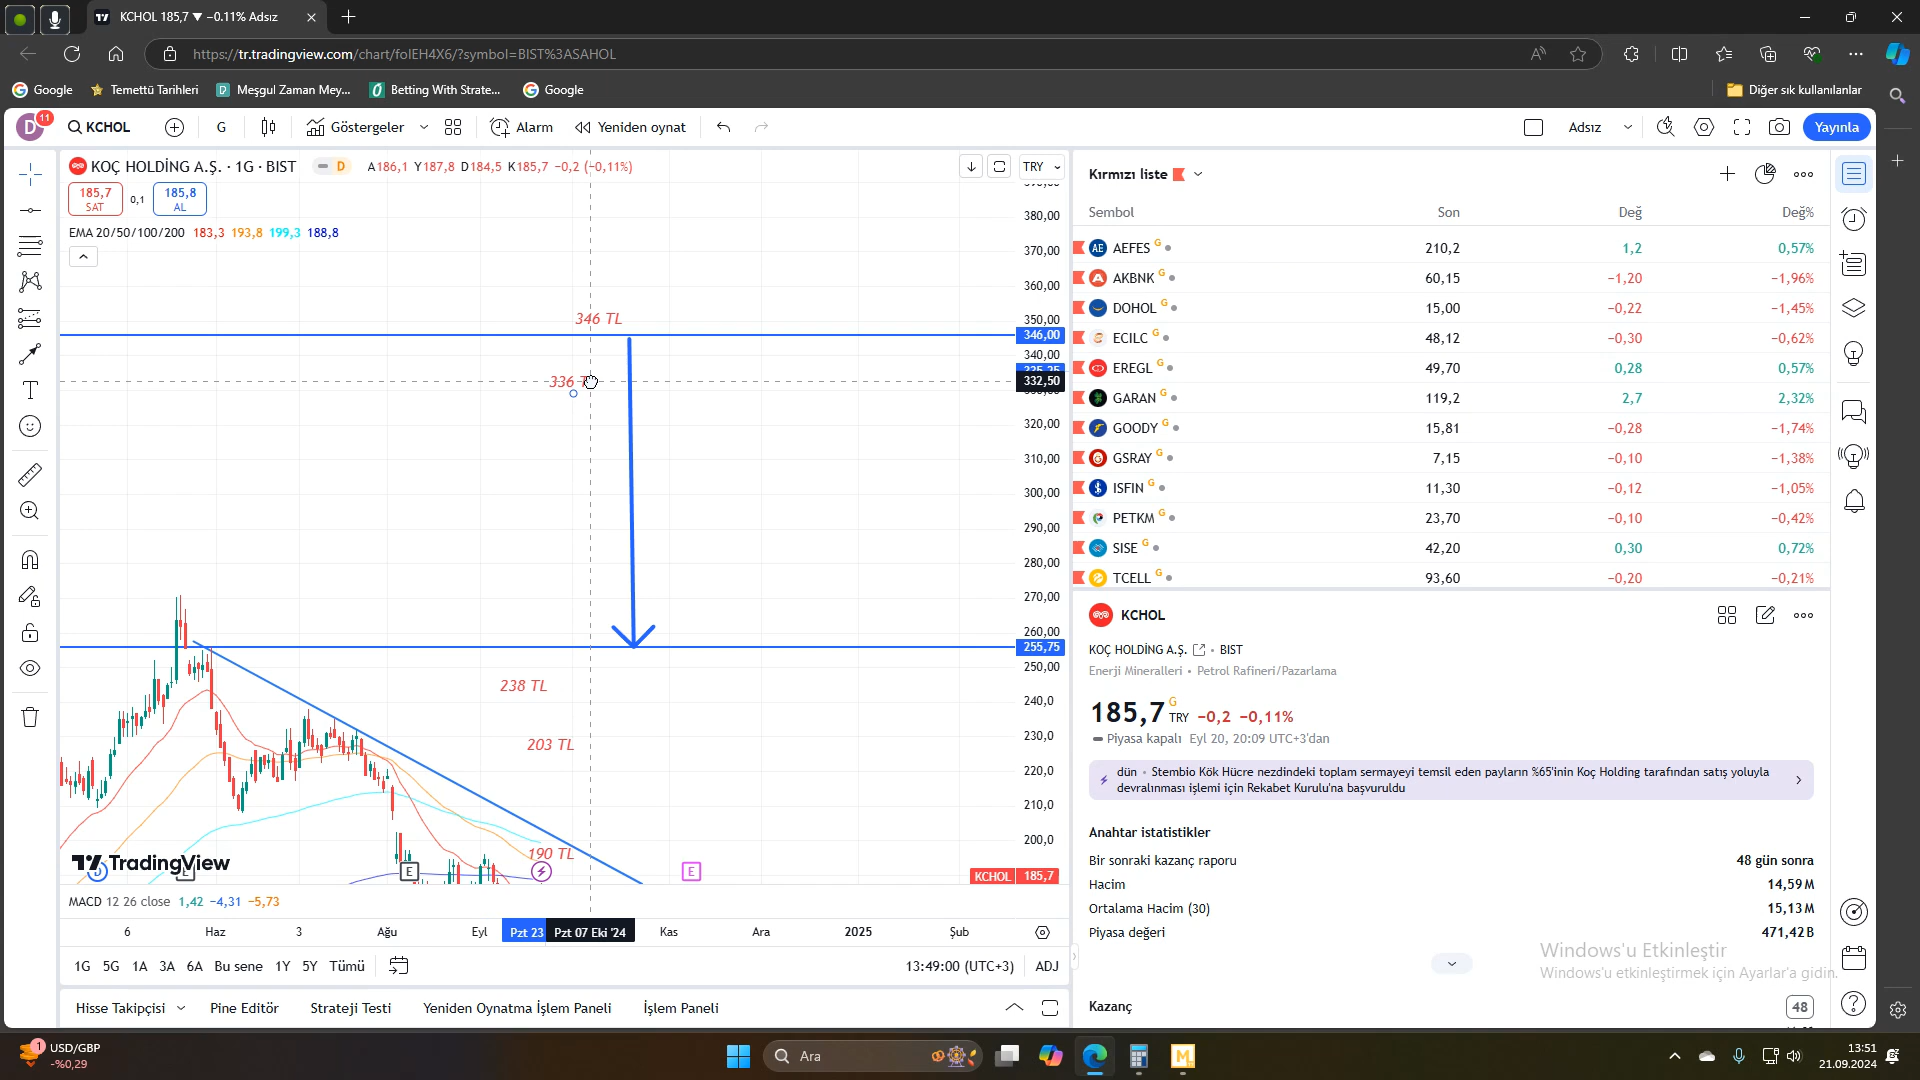 KCHOL 185,7 ▼ −0.11% Adsız
https://tr.tradingview.com/chart/folEH4X6/?symbol=BIST%3ASAHOL
Google
Temettü Tarihleri
Meşgul Zaman Mey...
Betting With Strate...
Google
Diğer sık kullanılanlar
D 11
KCHOL
G
Göstergeler
Alarm
Yeniden oynat
Adsız
Yayınla
KOÇ HOLDİNG A.Ş. · 1G · BIST
D
A186,1 Y187,8 D184,5 K185,7 −0,2 (−0,11%)
TRY
185,7
SAT
0,1
185,8
AL
EMA 20/50/100/200 183,3 193,8 199,3 188,8
380,00
370,00
360,00
350,00
346,00
340,00
332,50
320,00
310,00
300,00
290,00
280,00
270,00
260,00
255,75
250,00
240,0
230,0
220,0
210,0
200,0
KCHOL 185,7
346 TL
336 T
238 TL
203 TL
190 TL
TradingView
E
E
MACD 12 26 close 1,42 −4,31 −5,73
6 Haz 3 Ağu Eyl Pzt 23 Pzt 07 Eki '24 Kas Ara 2025 Şub
1G 5G 1A 3A 6A Bu sene 1Y 5Y Tümü
13:49:00 (UTC+3) ADJ
Hisse Takipçisi
Pine Editör
Strateji Testi
Yeniden Oynatma İşlem Paneli
İşlem Paneli
Kırmızı liste
Sembol Son Değ Değ%
AEFES G 210,2 1,2 0,57%
AKBNK G 60,15 −1,20 −1,96%
DOHOL G 15,00 −0,22 −1,45%
ECILC G 48,12 −0,30 −0,62%
EREGL G 49,70 0,28 0,57%
GARAN G 119,2 2,7 2,32%
GOODY G 15,81 −0,28 −1,74%
GSRAY G 7,15 −0,10 −1,38%
ISFIN G 11,30 −0,12 −1,05%
PETKM G 23,70 −0,10 −0,42%
SISE G 42,20 0,30 0,72%
TCELL G 93,60 −0,20 −0,21%
KCHOL
KOÇ HOLDİNG A.Ş. • BIST
Enerji Mineralleri • Petrol Rafineri/Pazarlama
185,7 G TRY −0,2 −0,11%
Piyasa kapalı Eyl 20, 20:09 UTC+3'dan
dün • Stembio Kök Hücre nezdindeki toplam sermayeyi temsil eden payların %65'inin Koç Holding tarafından satış yoluyla
devralınması işlemi için Rekabet Kurulu'na başvuruldu
Anahtar istatistikler
Bir sonraki kazanç raporu 48 gün sonra
Hacim 14,59M
Ortalama Hacim (30) 15,13M
Piyasa değeri 471,42B
Windows'u Etkinleştir
Windows'u etkinleştirmek için Ayarlar'a gidin.
Kazanç
48
1
USD/GBP
-%0,29
Ara
13:51
21.09.2024